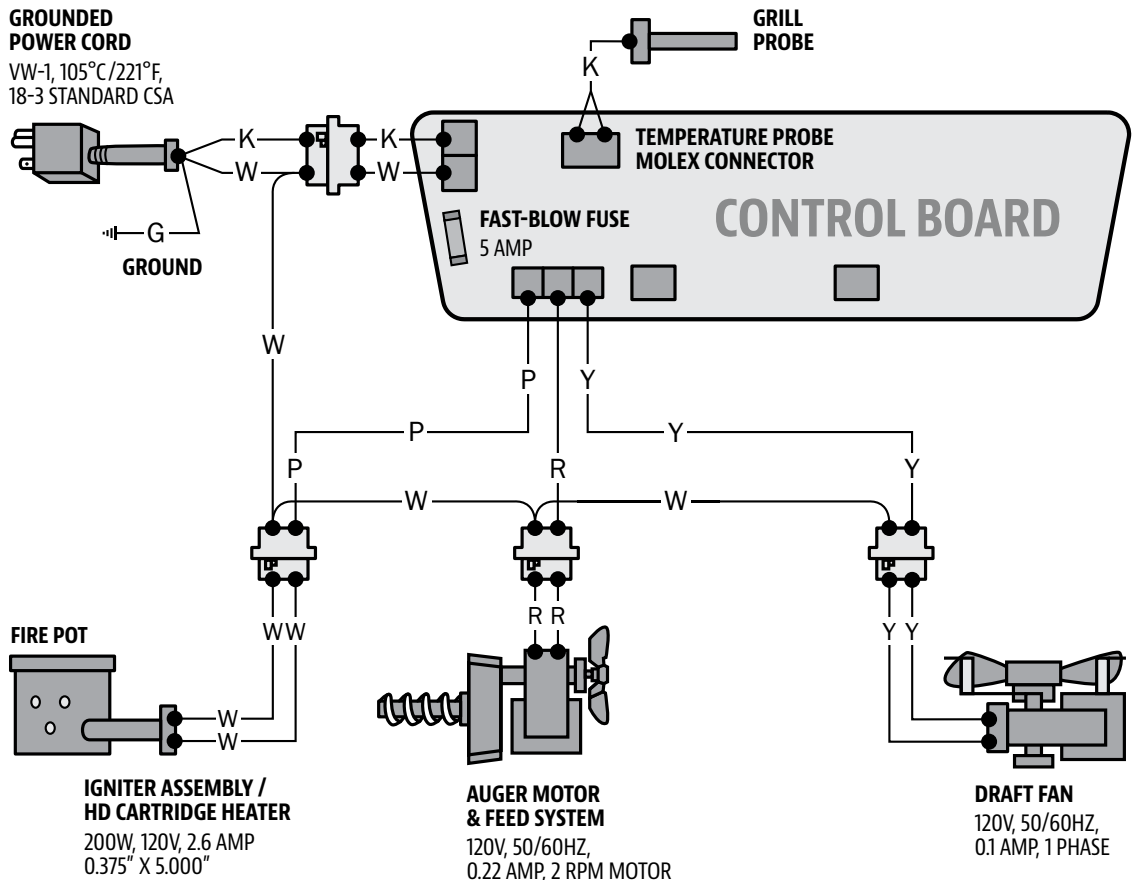 GROUNDED
POWER CORD
VW-1, 105°C/221°F,
18-3 STANDARD CSA
GRILL
PROBE
K
TEMPERATURE PROBE
MOLEX CONNECTOR
K
K
W
W
CONTROL BOARD
FAST-BLOW FUSE
5 AMP
G
GROUND
W
P
Y
P
Y
P
R
Y
W
W
R R
W W
Y Y
FIRE POT
W
W
IGNITER ASSEMBLY /
HD CARTRIDGE HEATER
200W, 120V, 2.6 AMP
0.375" X 5.000"
AUGER MOTOR
& FEED SYSTEM
120V, 50/60HZ,
0.22 AMP, 2 RPM MOTOR
DRAFT FAN
120V, 50/60HZ,
0.1 AMP, 1 PHASE